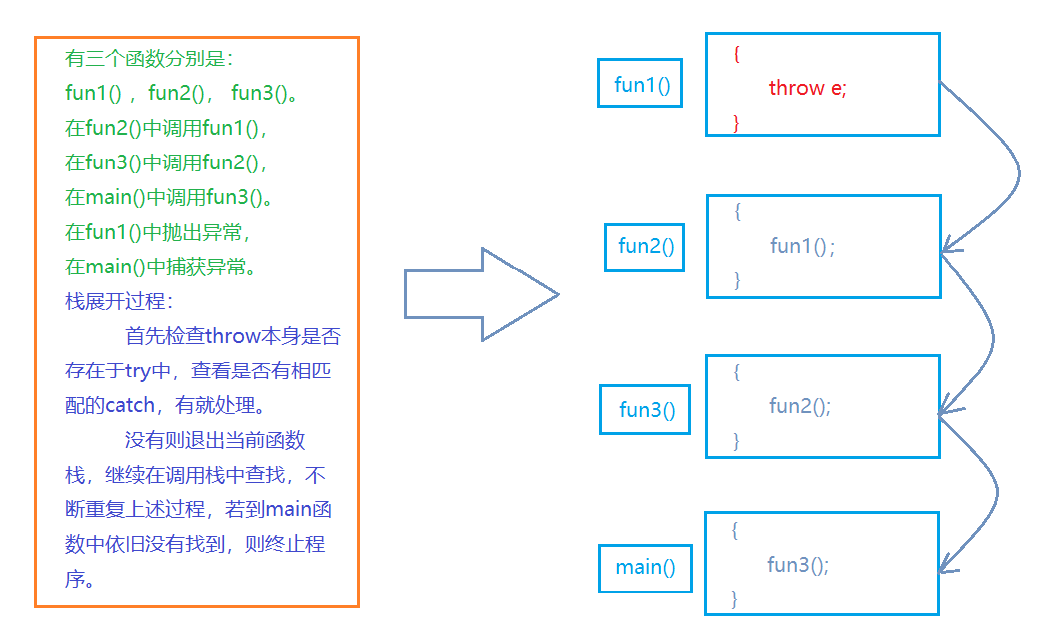 有三个函数分别是：
fun1() ，fun2()， fun3()。
在fun2()中调用fun1()，
在fun3()中调用fun2()，
在main()中调用fun3()。
在fun1()中抛出异常，
在main()中捕获异常。
栈展开过程：
首先检查throw本身是否
存在于try中，查看是否有相匹
配的catch，有就处理。
没有则退出当前函数
栈，继续在调用栈中查找，不
断重复上述过程，若到main函
数中依旧没有找到，则终止程
序。
fun1()
{
throw e;
}
fun2()
{
fun1();
}
fun3()
{
fun2();
}
main()
{
fun3();
}